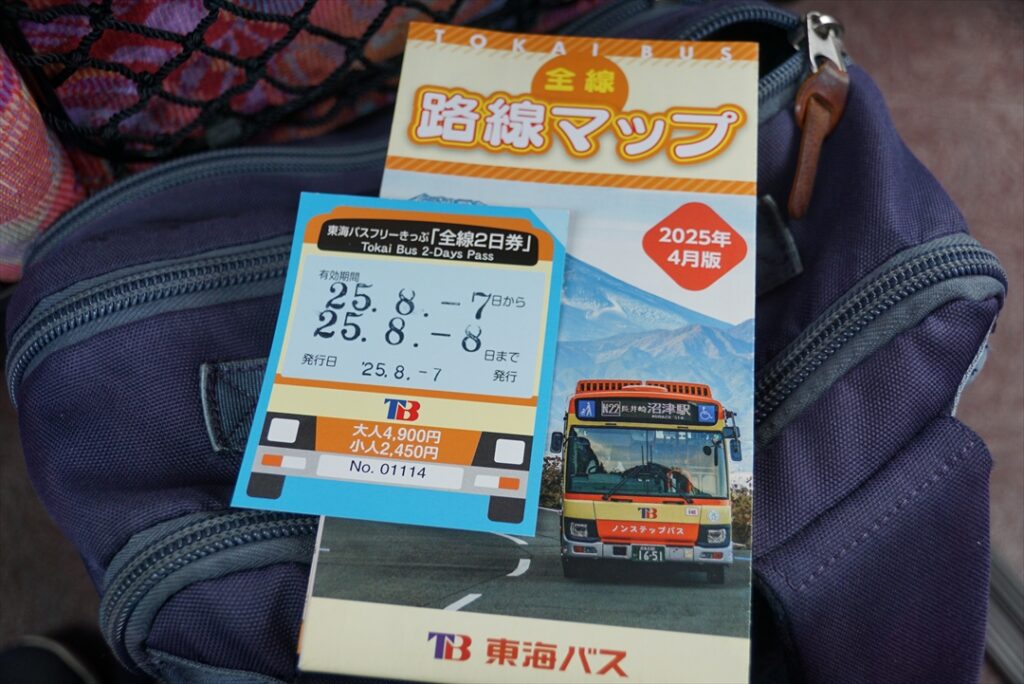 TOKAI BUS
全線
路線マップ
2025年
4月版
東海バスフリーきっぷ「全線2日券」
Tokai Bus 2-Days Pass
有効期間
25.8.-7日から
25.8.-8日まで
発行日 '25.8.-7 発行
TB
大人4,900円
小人2,450円
No. 01114
N22 長井崎 沼津駅
TB
ノンステップバス
1651
TB 東海バス